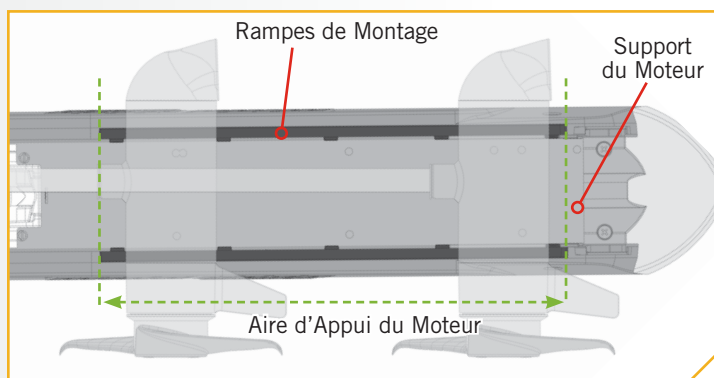 Rampes de Montage
Support
du Moteur
Aire d’Appui du Moteur